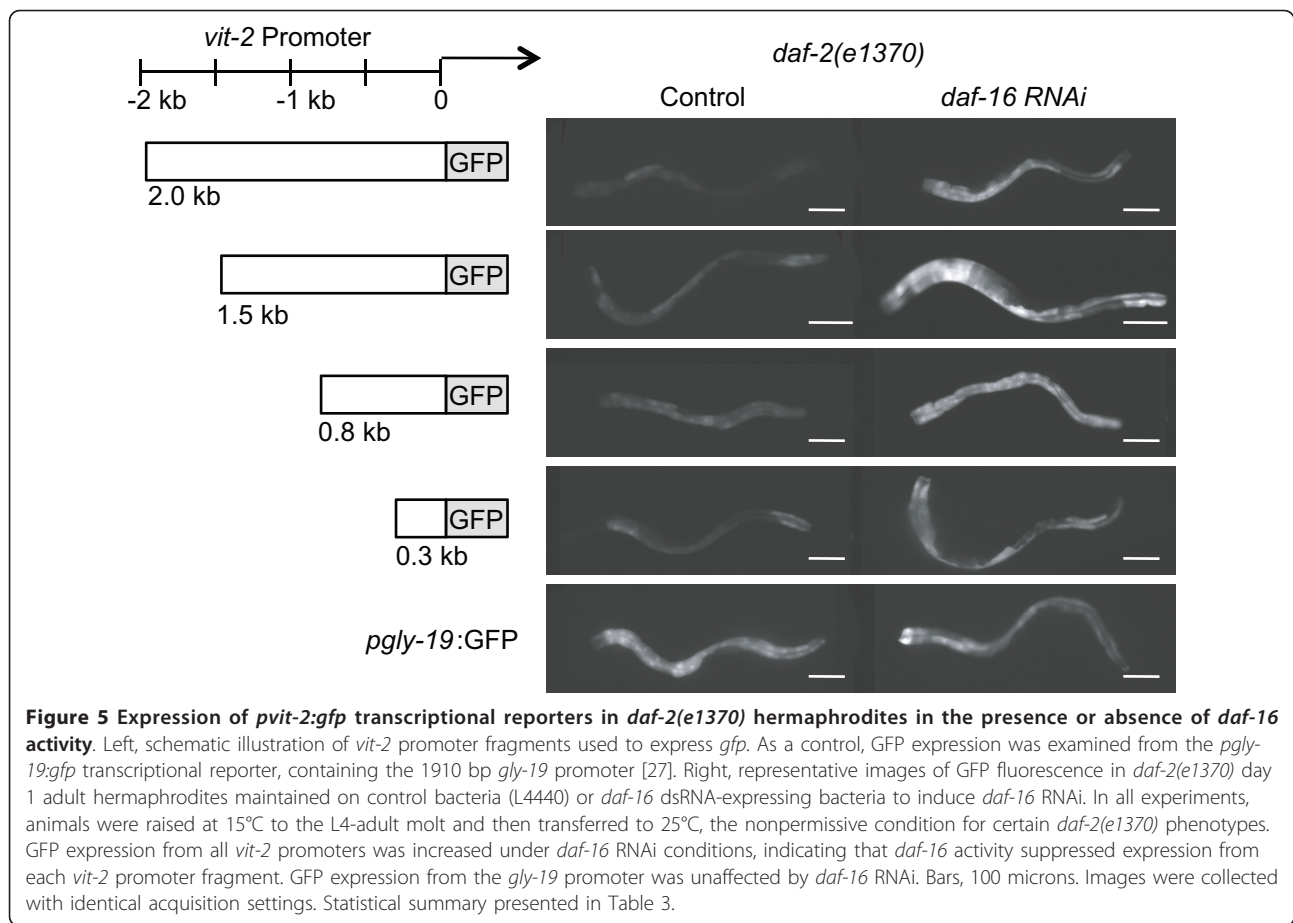 vit-2 Promoter
-2 kb -1 kb 0
daf-2(e1370)
Control daf-16 RNAi
GFP
2.0 kb
GFP
1.5 kb
GFP
0.8 kb
GFP
0.3 kb
pgly-19:GFP
Figure 5 Expression of pvit-2:gfp transcriptional reporters in daf-2(e1370) hermaphrodites in the presence or absence of daf-16
activity. Left, schematic illustration of vit-2 promoter fragments used to express gfp. As a control, GFP expression was examined from the pgly-
19:gfp transcriptional reporter, containing the 1910 bp gly-19 promoter [27]. Right, representative images of GFP fluorescence in daf-2(e1370) day
1 adult hermaphrodites maintained on control bacteria (L4440) or daf-16 dsRNA-expressing bacteria to induce daf-16 RNAi. In all experiments,
animals were raised at 15°C to the L4-adult molt and then transferred to 25°C, the nonpermissive condition for certain daf-2(e1370) phenotypes.
GFP expression from all vit-2 promoters was increased under daf-16 RNAi conditions, indicating that daf-16 activity suppressed expression from
each vit-2 promoter fragment. GFP expression from the gly-19 promoter was unaffected by daf-16 RNAi. Bars, 100 microns. Images were collected
with identical acquisition settings. Statistical summary presented in Table 3.